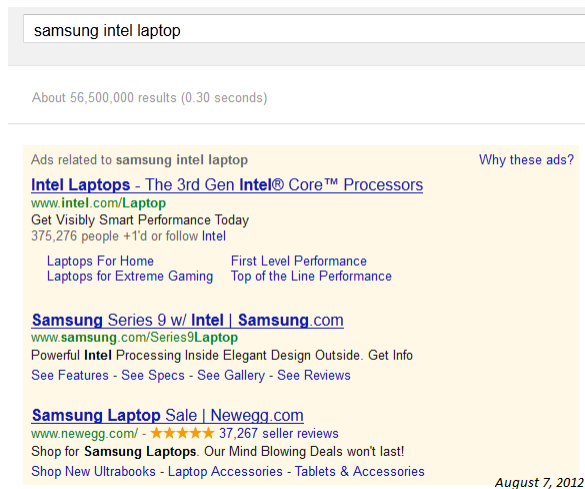 samsung intel laptop
About 56,500,000 results (0.30 seconds)
Ads related to samsung intel laptop Why these ads?
Intel Laptops - The 3rd Gen Intel® Core™ Processors
www.intel.com/Laptop
Get Visibly Smart Performance Today
375,276 people +1'd or follow Intel
Laptops For Home First Level Performance
Laptops for Extreme Gaming Top of the Line Performance
Samsung Series 9 w/ Intel | Samsung.com
www.samsung.com/Series9Laptop
Powerful Intel Processing Inside Elegant Design Outside. Get Info
See Features - See Specs - See Gallery - See Reviews
Samsung Laptop Sale | Newegg.com
www.newegg.com/ - ★★★★★ 37,267 seller reviews
Shop for Samsung Laptops. Our Mind Blowing Deals won't last!
Shop New Ultrabooks - Laptop Accessories - Tablets & Accessories
August 7, 2012